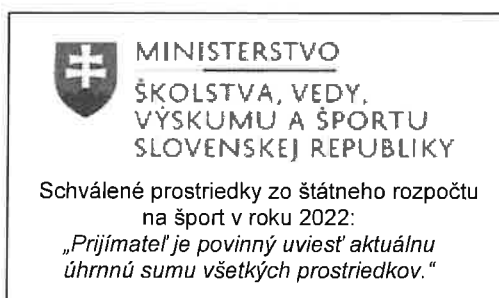 MINISTERSTVO
ŠKOLSTVA, VEDY,
VÝSKUMU A ŠPORTU
SLOVENSKEJ REPUBLIKY
Schválené prostriedky zo štátneho rozpočtu
na šport v roku 2022:
„Prijímateľ je povinný uviesť aktuálnu
úhrnnú sumu všetkých prostriedkov.“